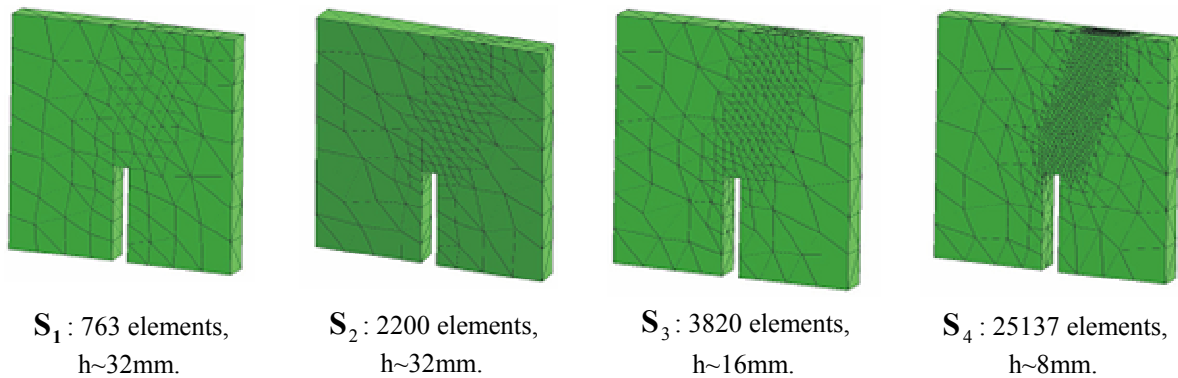 S1 : 763 elements,
h~32mm.
S2 : 2200 elements,
h~32mm.
S3 : 3820 elements,
h~16mm.
S4 : 25137 elements,
h~8mm.